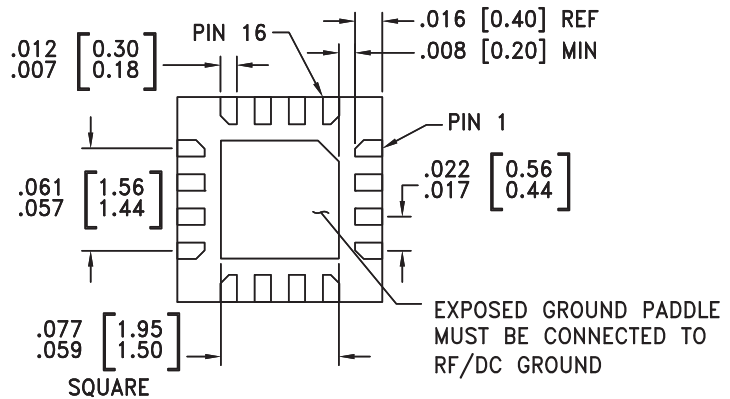 .016 [0.40] REF
PIN 16
.008 [0.20] MIN
.012 [0.30
.007 0.18]
PIN 1
.022 [0.56
.017 0.44]
.061 [1.56
.057 1.44]
EXPOSED GROUND PADDLE
MUST BE CONNECTED TO
RF/DC GROUND
.077 [1.95
.059 1.50]
SQUARE